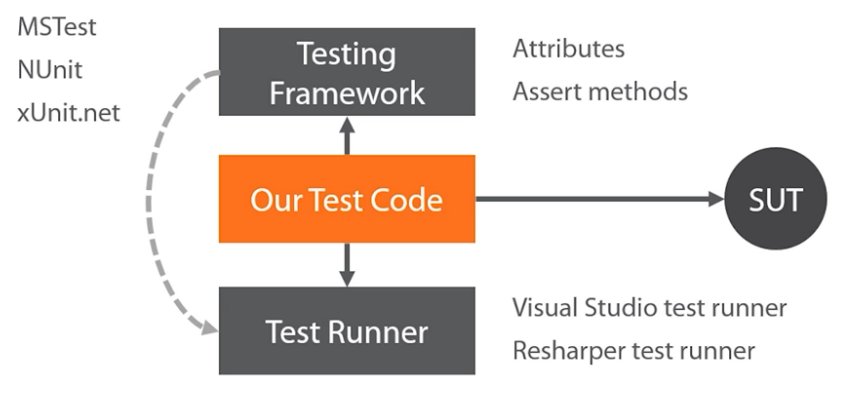 MSTest
NUnit
xUnit.net
Testing
Framework
Attributes
Assert methods
Our Test Code
SUT
Test Runner
Visual Studio test runner
Resharper test runner